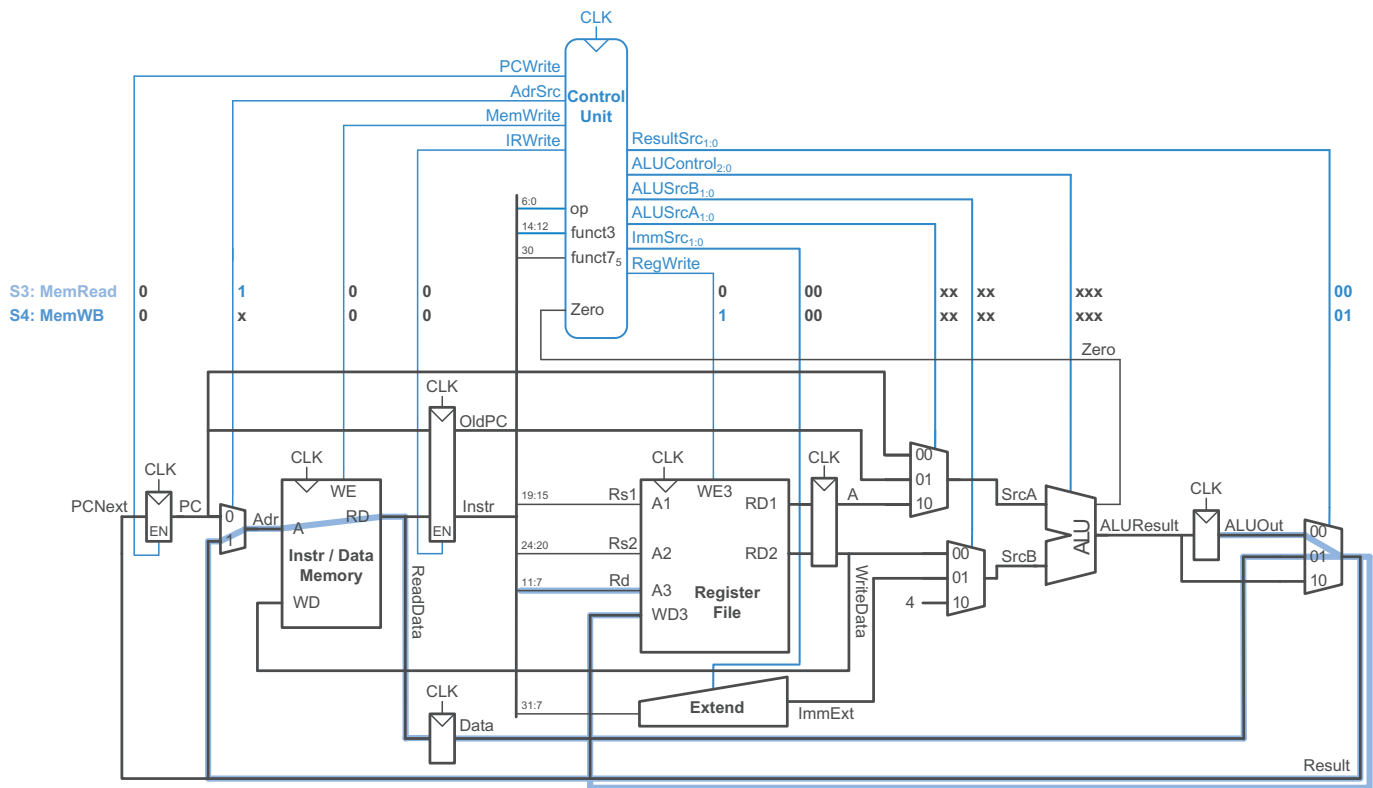 CLK
PCWrite
AdrSrc
MemWrite
IRWrite
Control
Unit
ResultSrc1:0
ALUControl2:0
ALUSrcB1:0
ALUSrcA1:0
ImmSrc1:0
RegWrite
6:0 op
14:12 funct3
30 funct75
Zero
S3: MemRead 0 1 0 0 0 00 xx xx xxx 00
S4: MemWB 0 x 0 0 1 00 xx xx xxx 01
Zero
CLK
OldPC
CLK
PCNext
EN
PC
0
1
Adr
CLK
WE
A
RD
Instr / Data
Memory
WD
ReadData
EN
Instr
19:15 Rs1
24:20 Rs2
11:7 Rd
31:7
CLK
WE3
A1
RD1
A2
RD2
A3
WD3
Register
File
CLK
A
WriteData
00
01
10
SrcA
00
01
4 10
SrcB
ALU
ALUResult
CLK
ALUOut
00
01
10
Extend
ImmExt
CLK
Data
Result